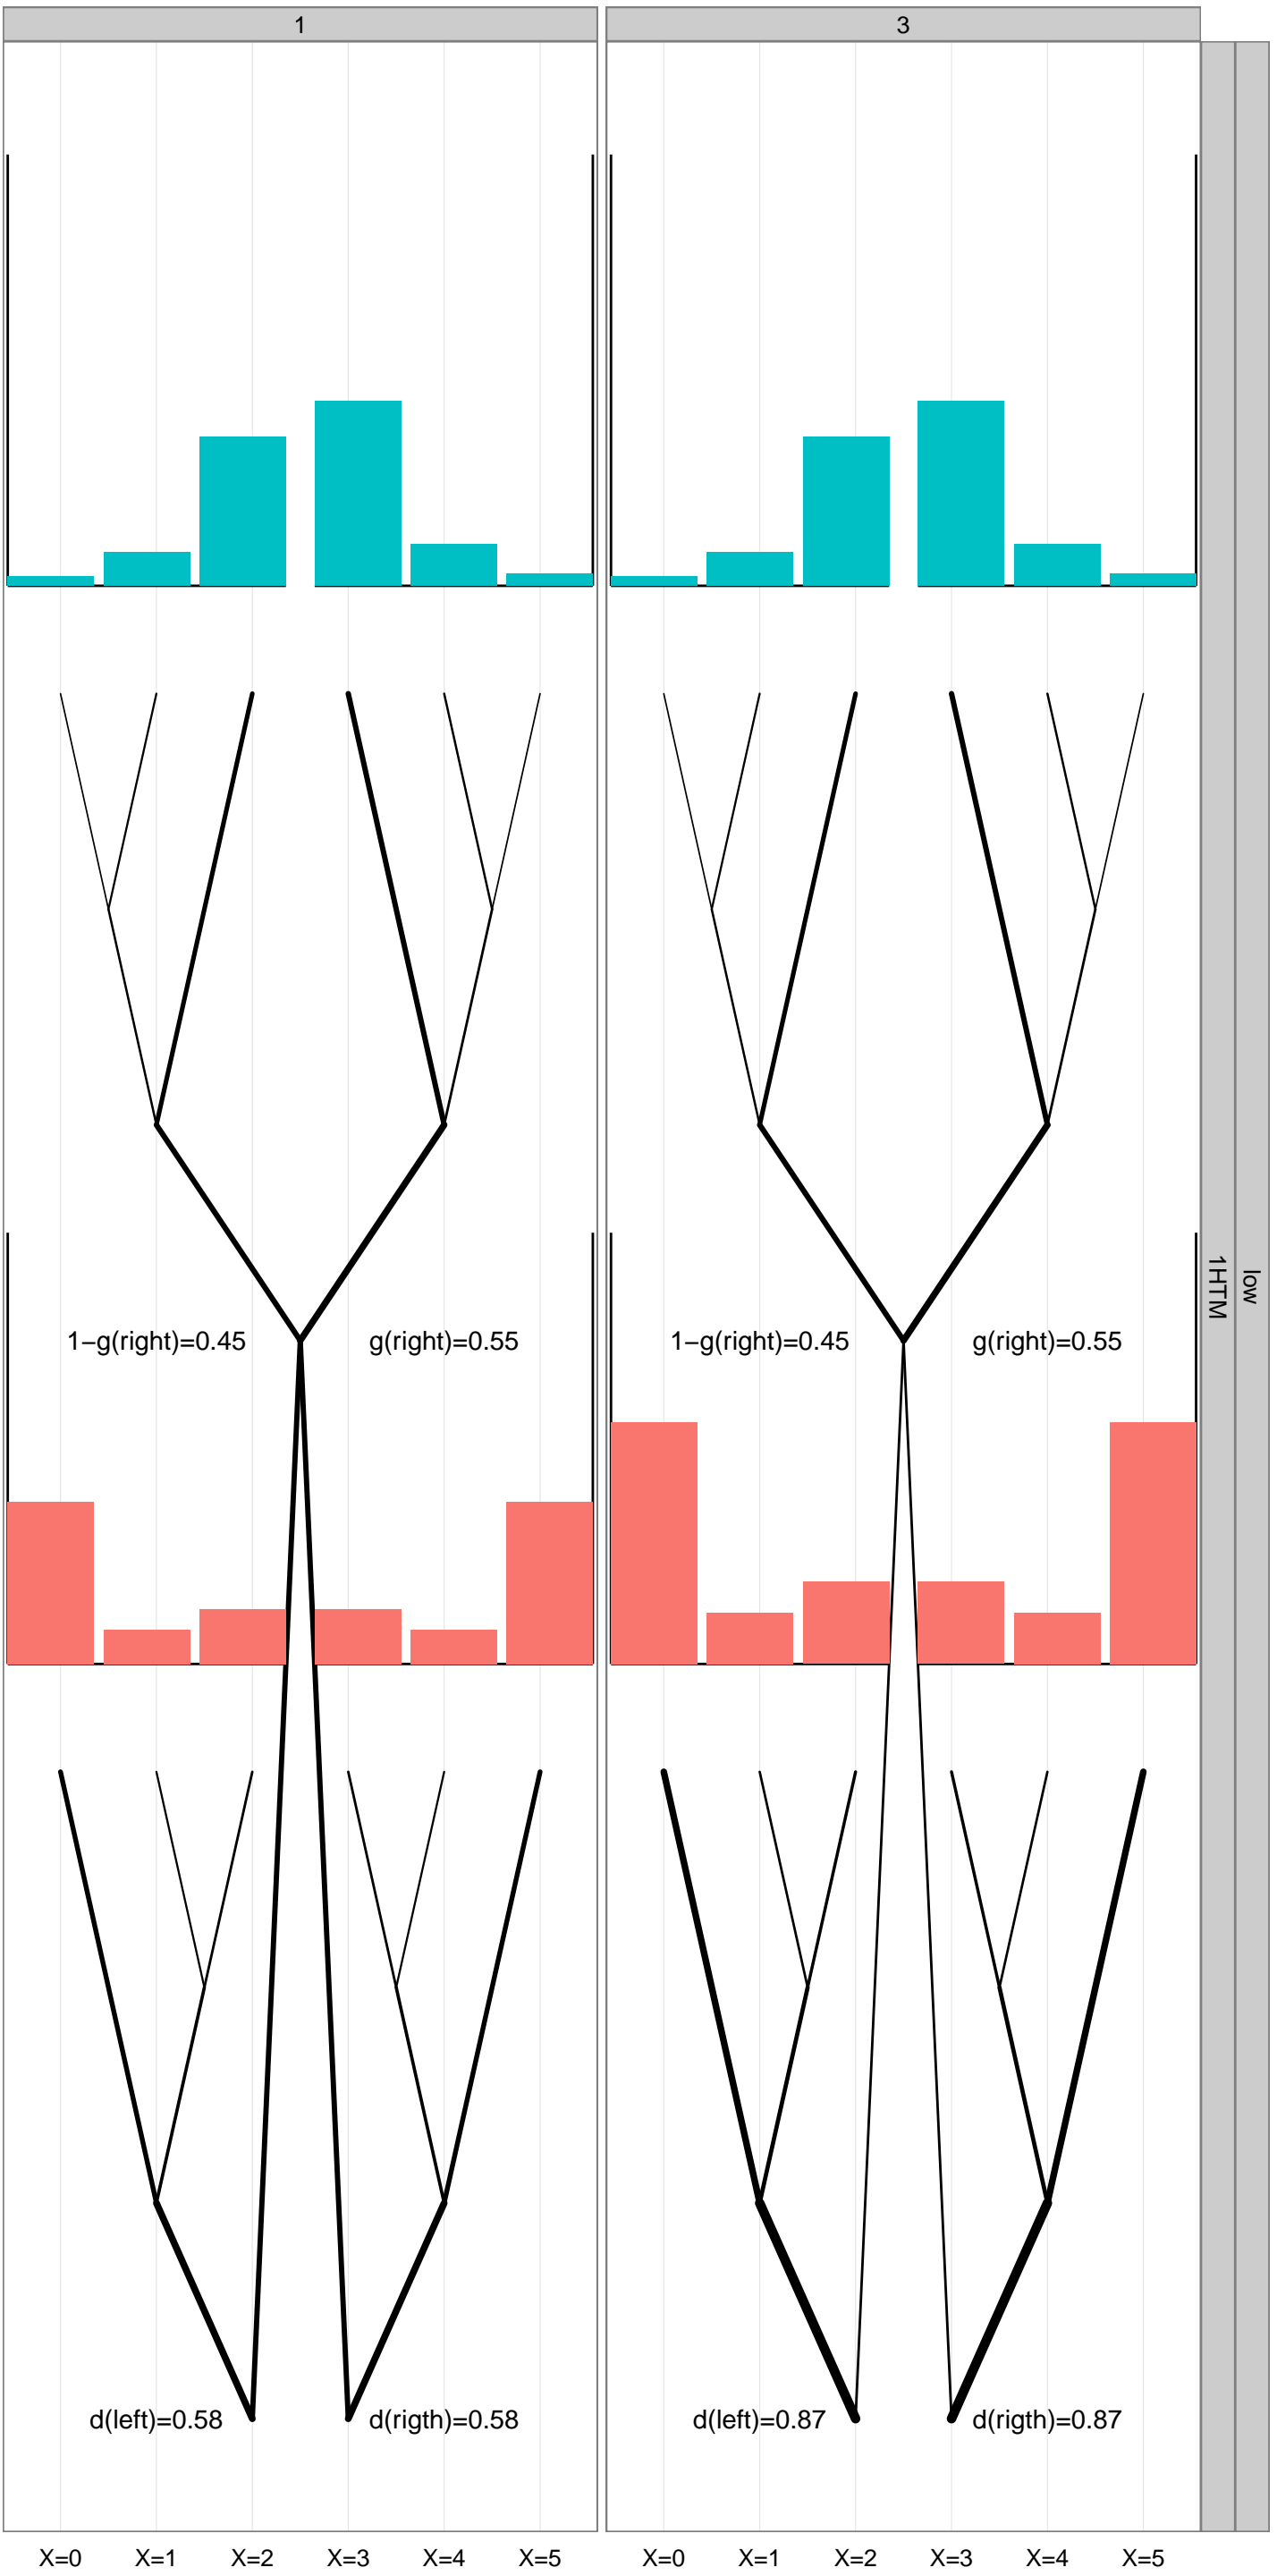 1 3
low
1HTM
1−g(right)=0.45 g(right)=0.55 1−g(right)=0.45 g(right)=0.55
d(left)=0.58 d(rigth)=0.58 d(left)=0.87 d(rigth)=0.87
X=0 X=1 X=2 X=3 X=4 X=5 X=0 X=1 X=2 X=3 X=4 X=5